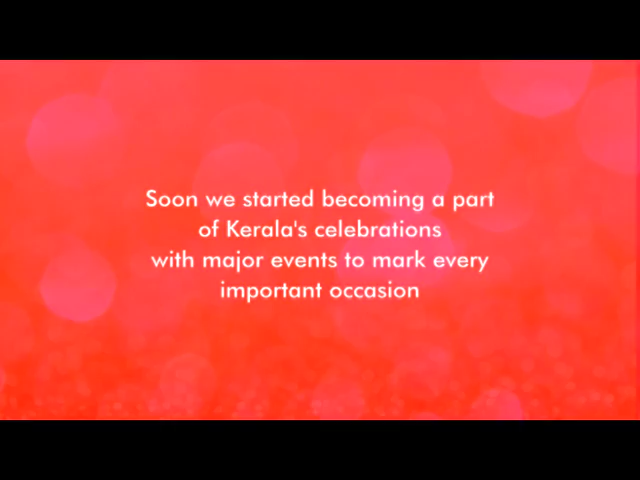 Soon we started becoming a part
of Kerala's celebrations
with major events to mark every
important occasion